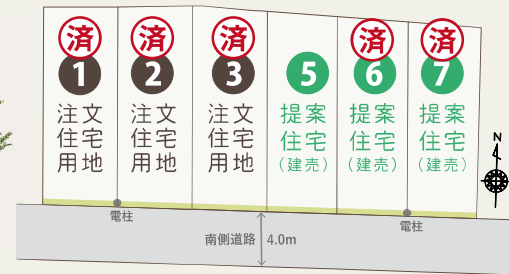 済 済 済 済 済
1 2 3 5 6 7
注文 注文 注文 提案 提案 提案
住宅 住宅 住宅 住宅 住宅 住宅
用地 用地 用地 （建売） （建売） （建売）
N
電柱 電柱
南側道路 4.0m